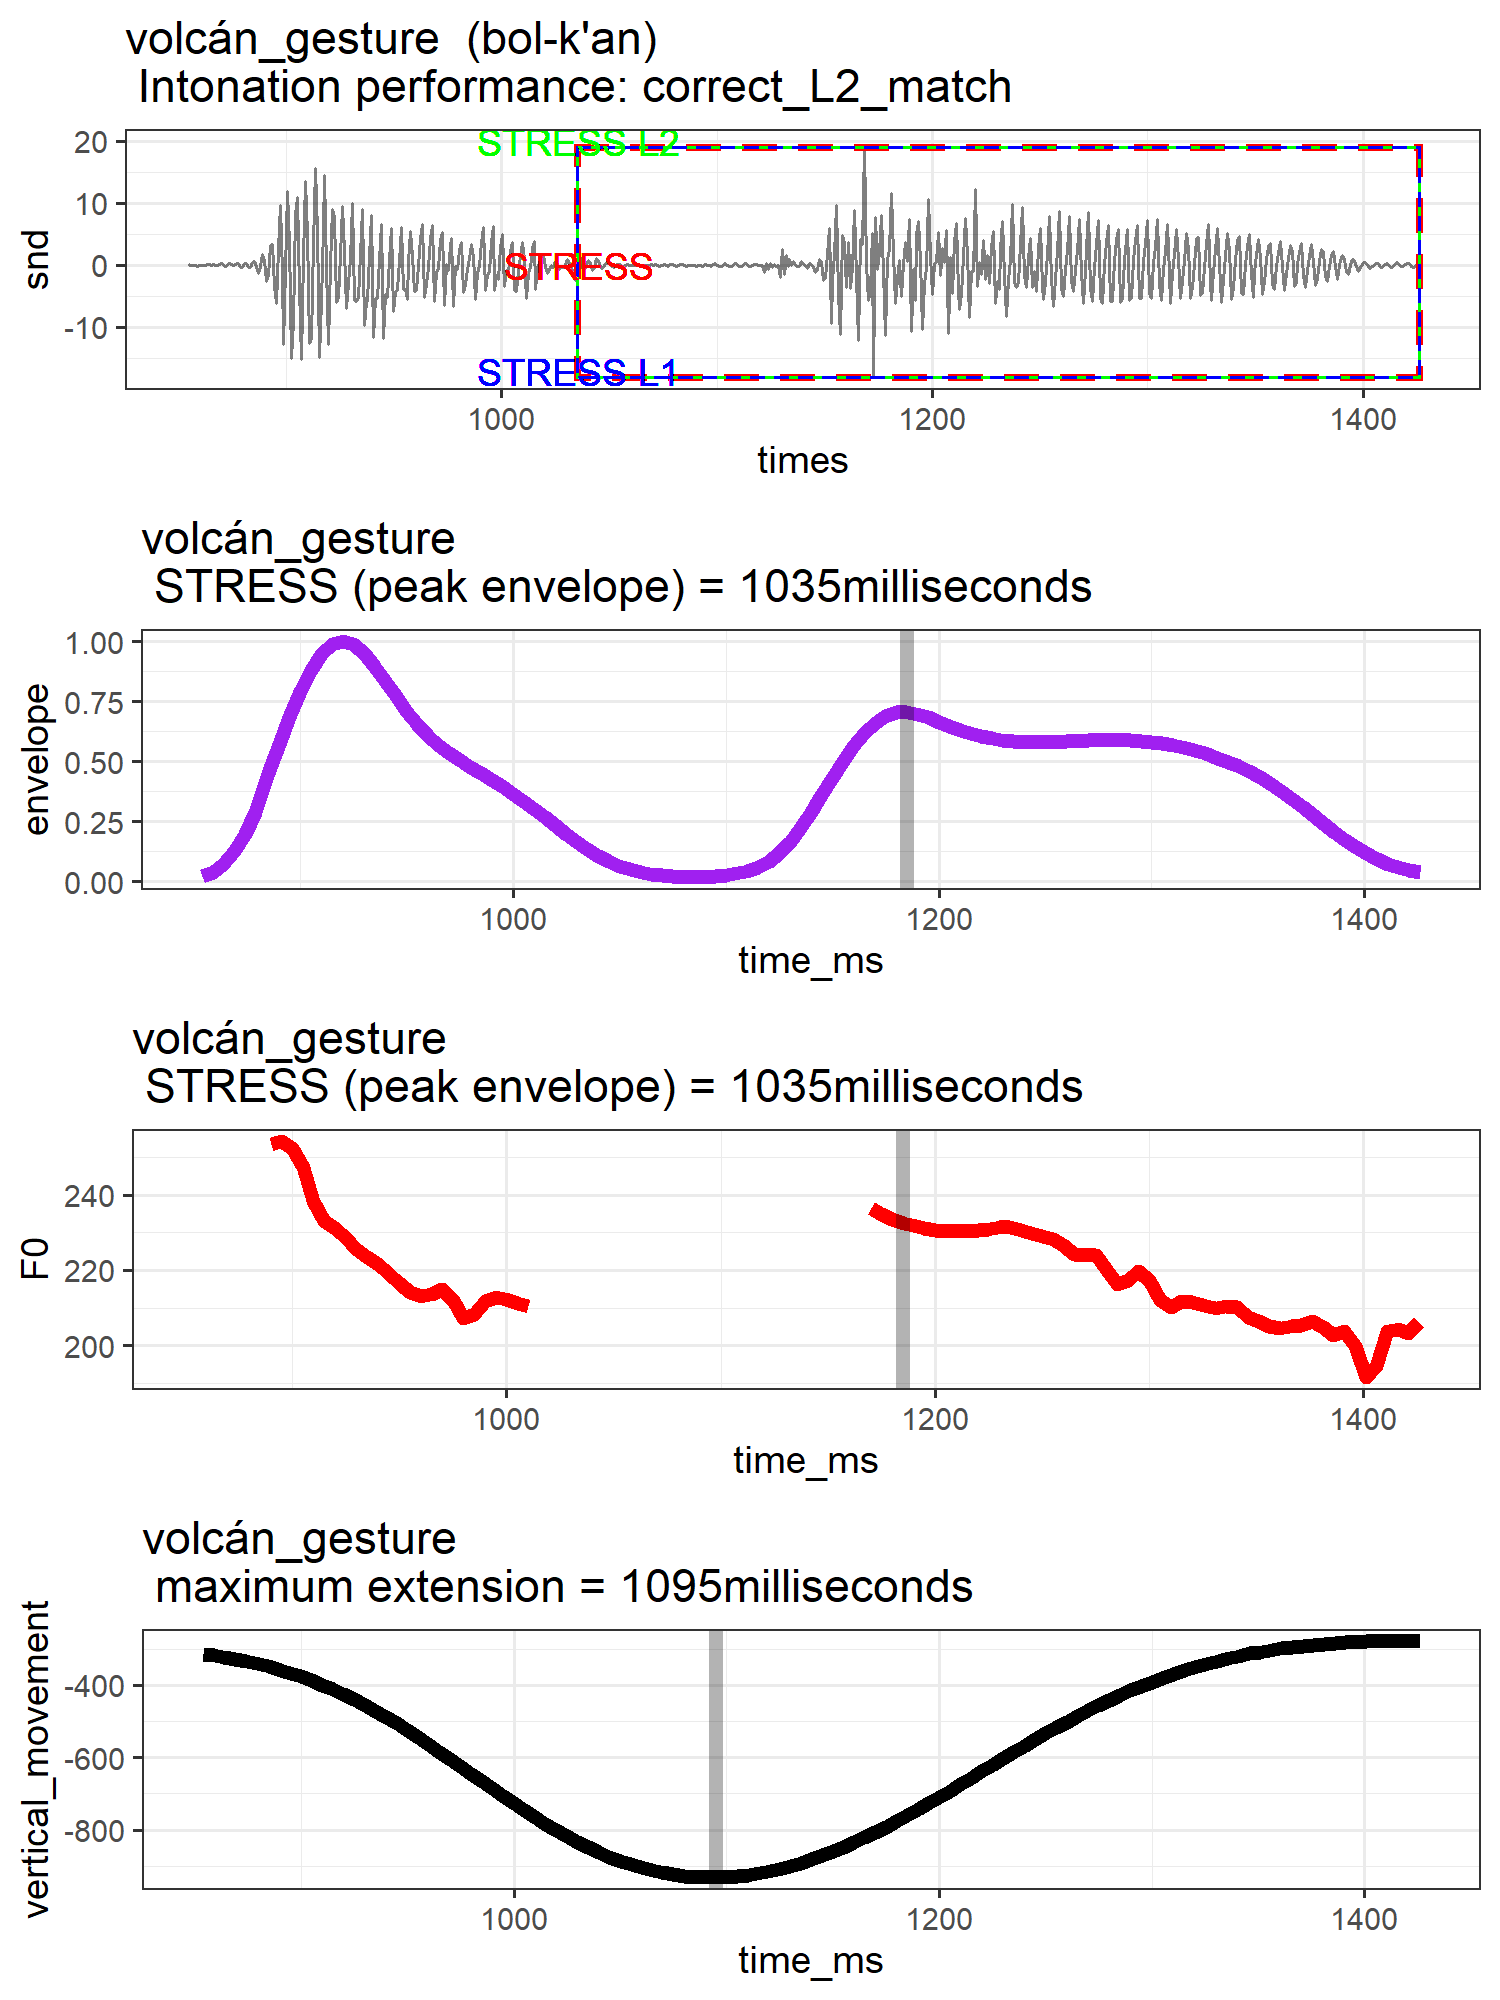 volcán_gesture  (bol-k'an)
Intonation performance: correct_L2_match
STRESS L2
STRESS
STRESS L1
20
10
0
-10
snd
1000
1200
1400
times
volcán_gesture
STRESS (peak envelope) = 1035milliseconds
1.00
0.75
0.50
0.25
0.00
envelope
1000
1200
1400
time_ms
volcán_gesture
STRESS (peak envelope) = 1035milliseconds
240
220
200
F0
1000
1200
1400
time_ms
volcán_gesture
maximum extension = 1095milliseconds
-400
-600
-800
vertical_movement
1000
1200
1400
time_ms